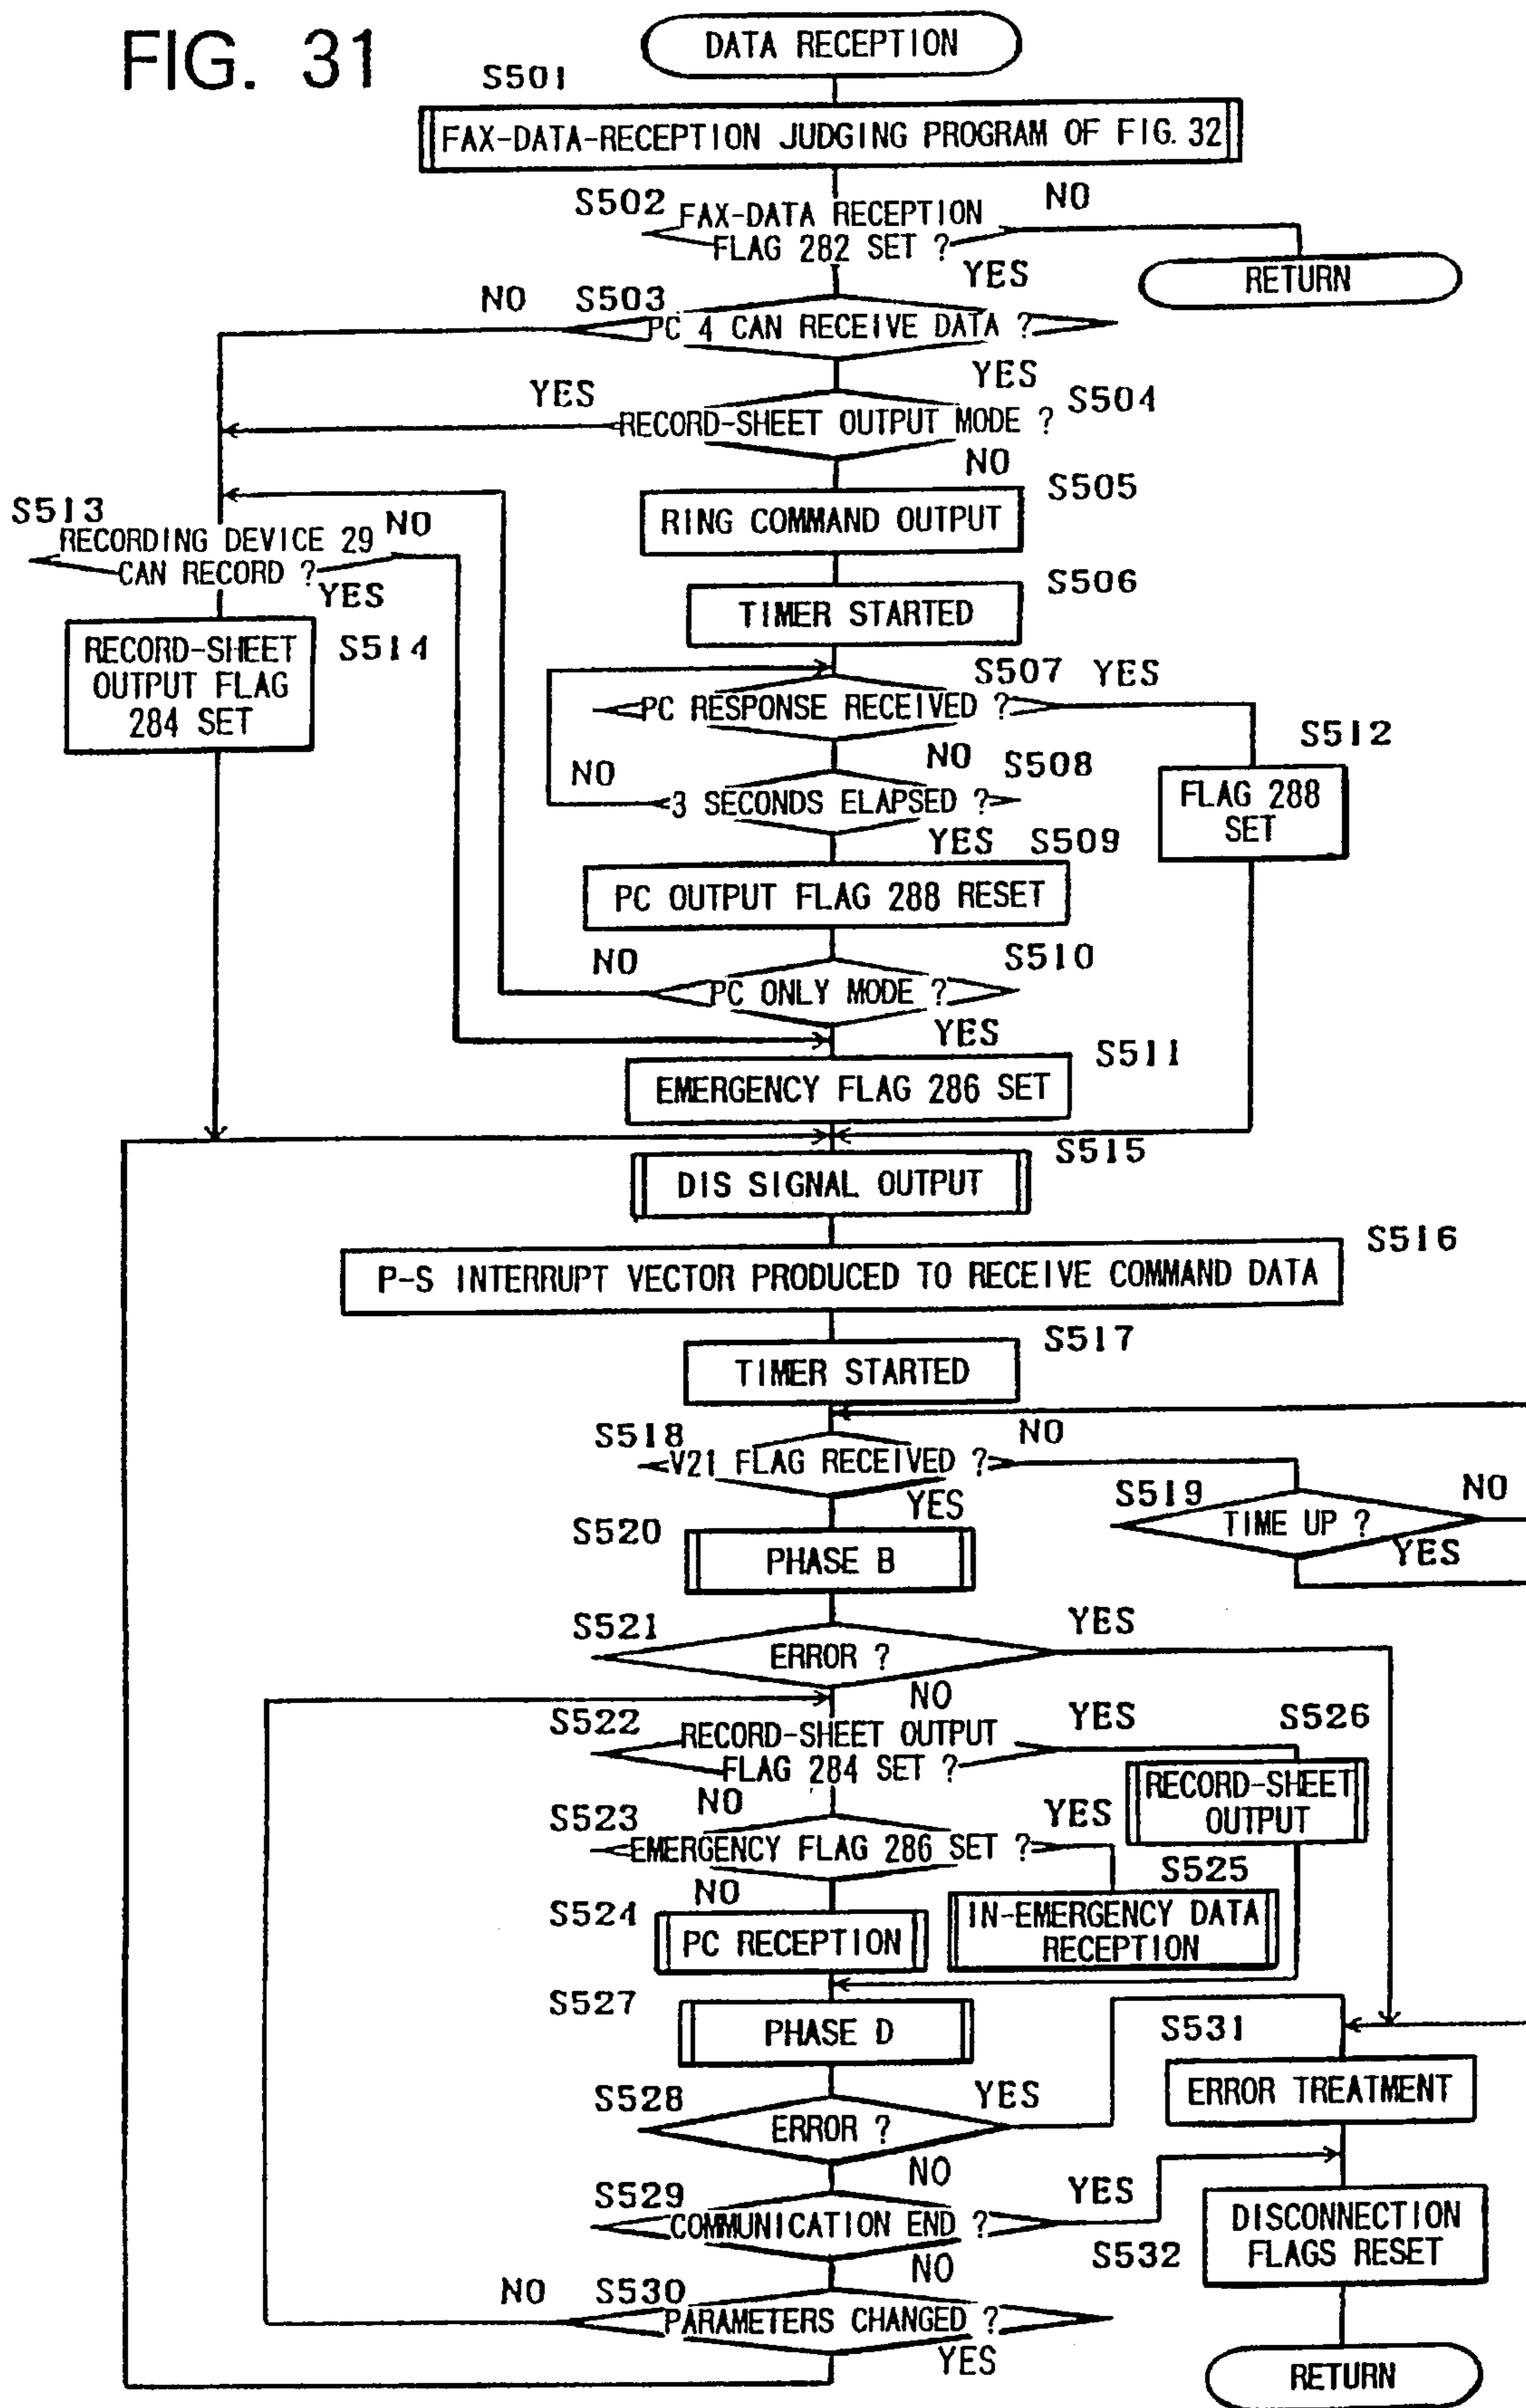 FIG. 31
DATA RECEPTION
S501
FAX-DATA-RECEPTION JUDGING PROGRAM OF FIG. 32
S502
FAX-DATA RECEPTION
FLAG 282 SET ?
NO
YES
RETURN
NO
S503
PC 4 CAN RECEIVE DATA ?
YES
YES
S504
RECORD-SHEET OUTPUT MODE ?
NO
S505
RING COMMAND OUTPUT
S513
RECORDING DEVICE 29
CAN RECORD ?
NO
YES
S506
TIMER STARTED
RECORD-SHEET
OUTPUT FLAG
284 SET
S514
S507
YES
PC RESPONSE RECEIVED ?
NO
S512
FLAG 288
SET
NO
S508
3 SECONDS ELAPSED ?
YES
S509
PC OUTPUT FLAG 288 RESET
NO
S510
PC ONLY MODE ?
YES
S511
EMERGENCY FLAG 286 SET
S515
DIS SIGNAL OUTPUT
S516
P-S INTERRUPT VECTOR PRODUCED TO RECEIVE COMMAND DATA
S517
TIMER STARTED
S518
V21 FLAG RECEIVED ?
NO
YES
S519
TIME UP ?
NO
YES
S520
PHASE B
S521
ERROR ?
YES
NO
S522
RECORD-SHEET OUTPUT
FLAG 284 SET ?
YES
NO
S526
RECORD-SHEET
OUTPUT
S523
EMERGENCY FLAG 286 SET ?
YES
NO
S525
IN-EMERGENCY DATA
RECEPTION
S524
PC RECEPTION
S527
PHASE D
S531
ERROR TREATMENT
S528
ERROR ?
YES
NO
S529
COMMUNICATION END ?
YES
NO
S532
DISCONNECTION
FLAGS RESET
NO
S530
PARAMETERS CHANGED ?
YES
RETURN